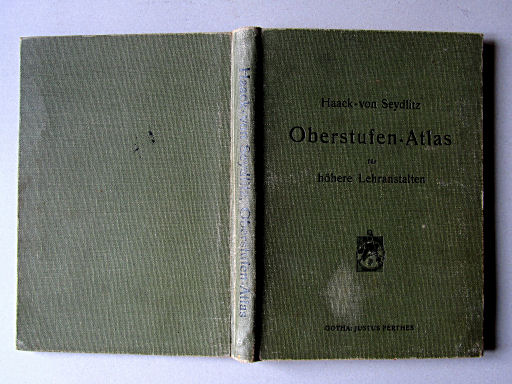 Haack-von Seydlitz
Oberstufen-Atlas
für
höhere Lehranstalten
GOTHA: JUSTUS PERTHES
Haack-von Seydlitz, Oberstufen-Atlas